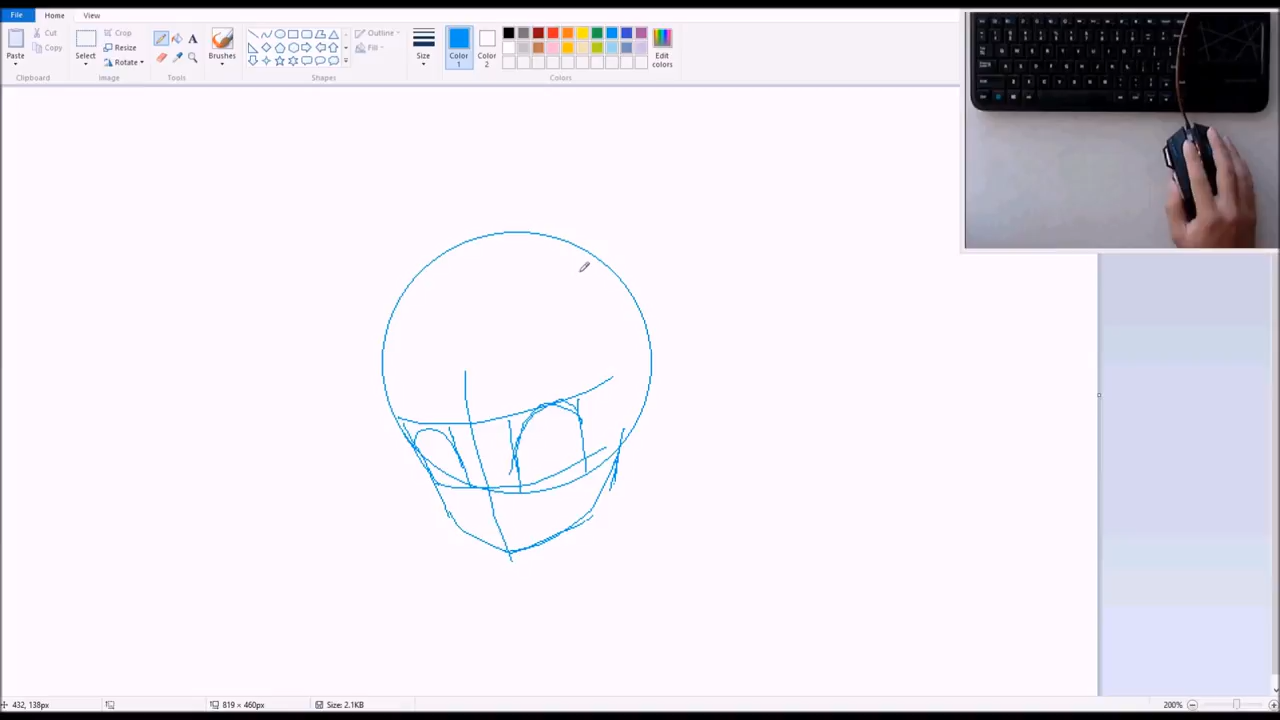 File Home View
Cut
Copy
Paste
Clipboard
Crop
Resize
Rotate
Select
Image
A
Tools
Brushes
Outline
Fill
Shapes
Size
Color
1
Color
2
Edit
colors
Colors
432, 138px
819 × 460px
Size: 2.1KB
200%